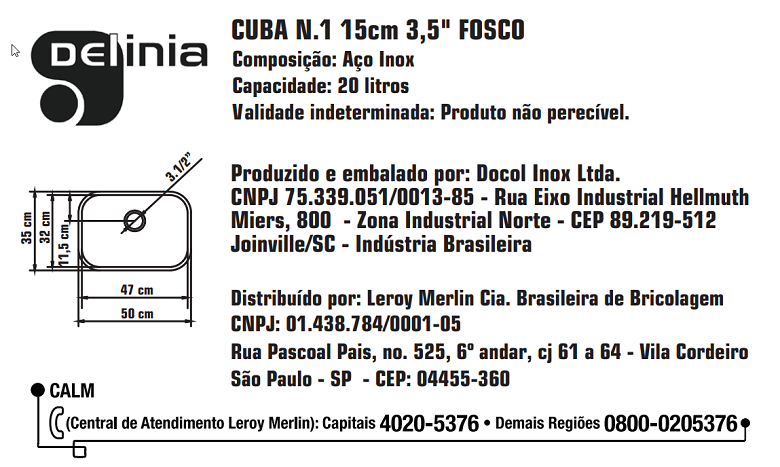 Delinia
CUBA N.1 15cm 3,5" FOSCO
Composição: Aço Inox
Capacidade: 20 litros
Validade indeterminada: Produto não perecível.
3.1/2"
35 cm
32 cm
11,5 cm
47 cm
50 cm
Produzido e embalado por: Docol Inox Ltda.
CNPJ 75.339.051/0013-85 - Rua Eixo Industrial Hellmuth
Miers, 800 - Zona Industrial Norte - CEP 89.219-512
Joinville/SC - Indústria Brasileira
Distribuído por: Leroy Merlin Cia. Brasileira de Bricolagem
CNPJ: 01.438.784/0001-05
Rua Pascoal Pais, no. 525, 6º andar, cj 61 a 64 - Vila Cordeiro
São Paulo - SP - CEP: 04455-360
CALM
(Central de Atendimento Leroy Merlin): Capitais 4020-5376 • Demais Regiões 0800-0205376